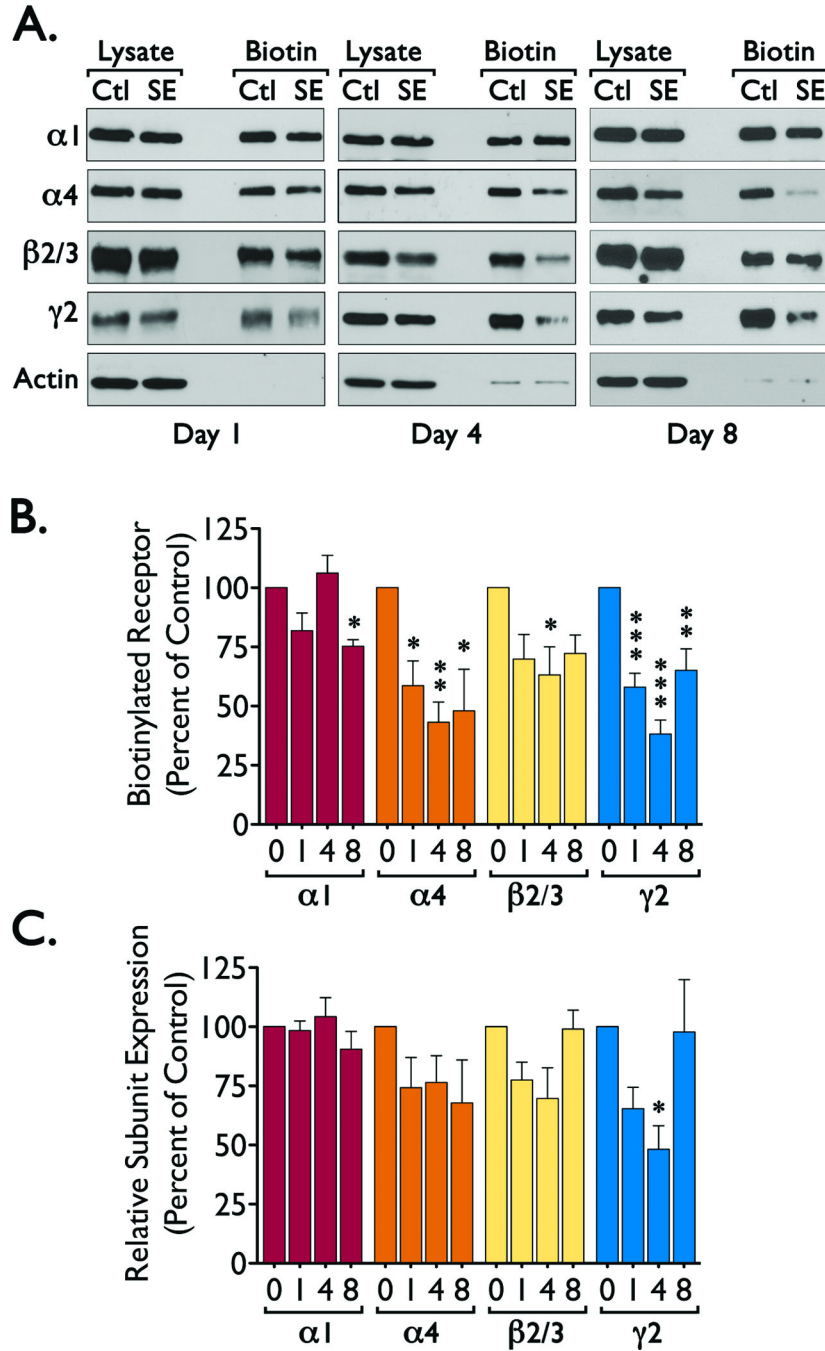 A.
Lysate Biotin Lysate Biotin Lysate Biotin
Ctl SE Ctl SE Ctl SE Ctl SE Ctl SE Ctl SE
α1
α4
β2/3
γ2
Actin
Day 1 Day 4 Day 8
B.
Biotinylated Receptor
(Percent of Control)
125
100
75
50
25
0
* * ** * * *** *** **
0 1 4 8 0 1 4 8 0 1 4 8 0 1 4 8
α1 α4 β2/3 γ2
C.
Relative Subunit Expression
(Percent of Control)
125
100
75
50
25
0
*
0 1 4 8 0 1 4 8 0 1 4 8 0 1 4 8
α1 α4 β2/3 γ2